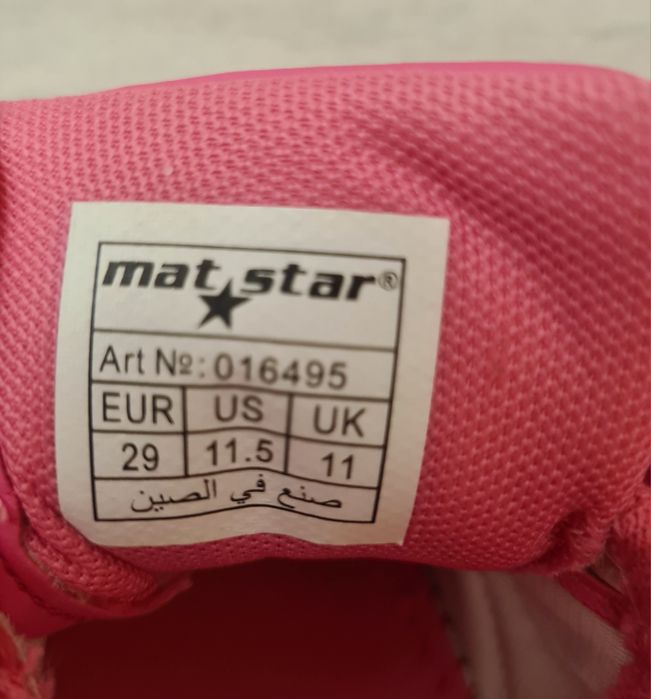 mat star®
Art №: 016495
EUR US UK
29 11.5 11
صنع في الصين